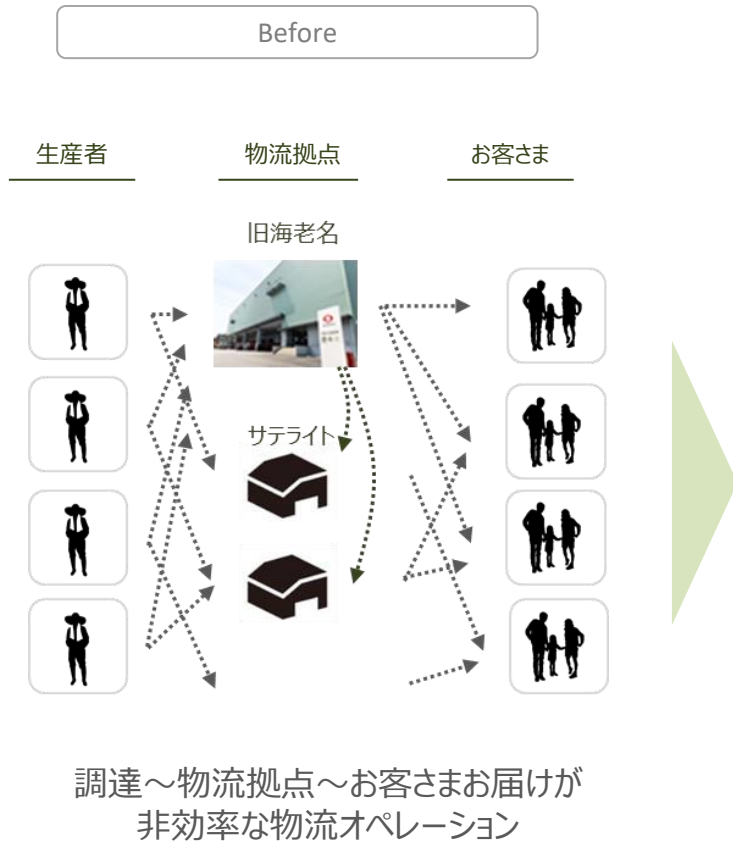 Before
生産者
物流拠点
お客さま
旧海老名
サテライト
調達～物流拠点～お客さまお届けが
非効率な物流オペレーション